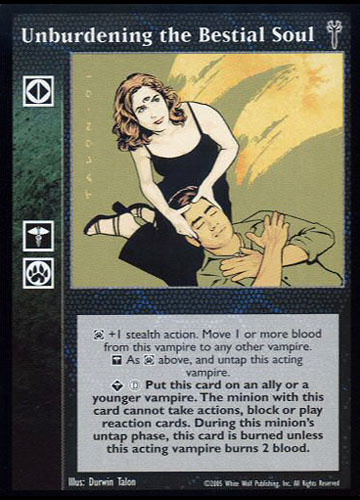 Unburdening the Bestial Soul
TALON 01
+1 stealth action. Move 1 or more blood
from this vampire to any other vampire.
As above, and untap this acting
vampire.
Put this card on an ally or a
younger vampire. The minion with this
card cannot take actions, block or play
reaction cards. During this minion's
untap phase, this card is burned unless
this acting vampire burns 2 blood.
Illus: Durwin Talon
©2005 White Wolf Publishing, Inc. All Rights Reserved